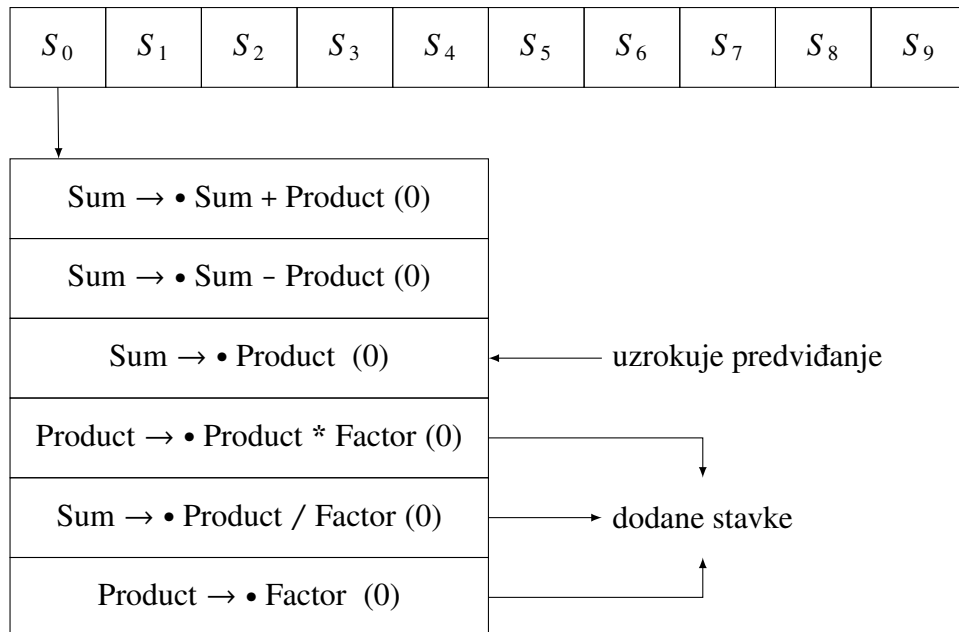 S0 S1 S2 S3 S4 S5 S6 S7 S8 S9
Sum → • Sum + Product (0)
Sum → • Sum − Product (0)
Sum → • Product (0)
uzrokuje predviđanje
Product → • Product * Factor (0)
Sum → • Product / Factor (0)
dodane stavke
Product → • Factor (0)